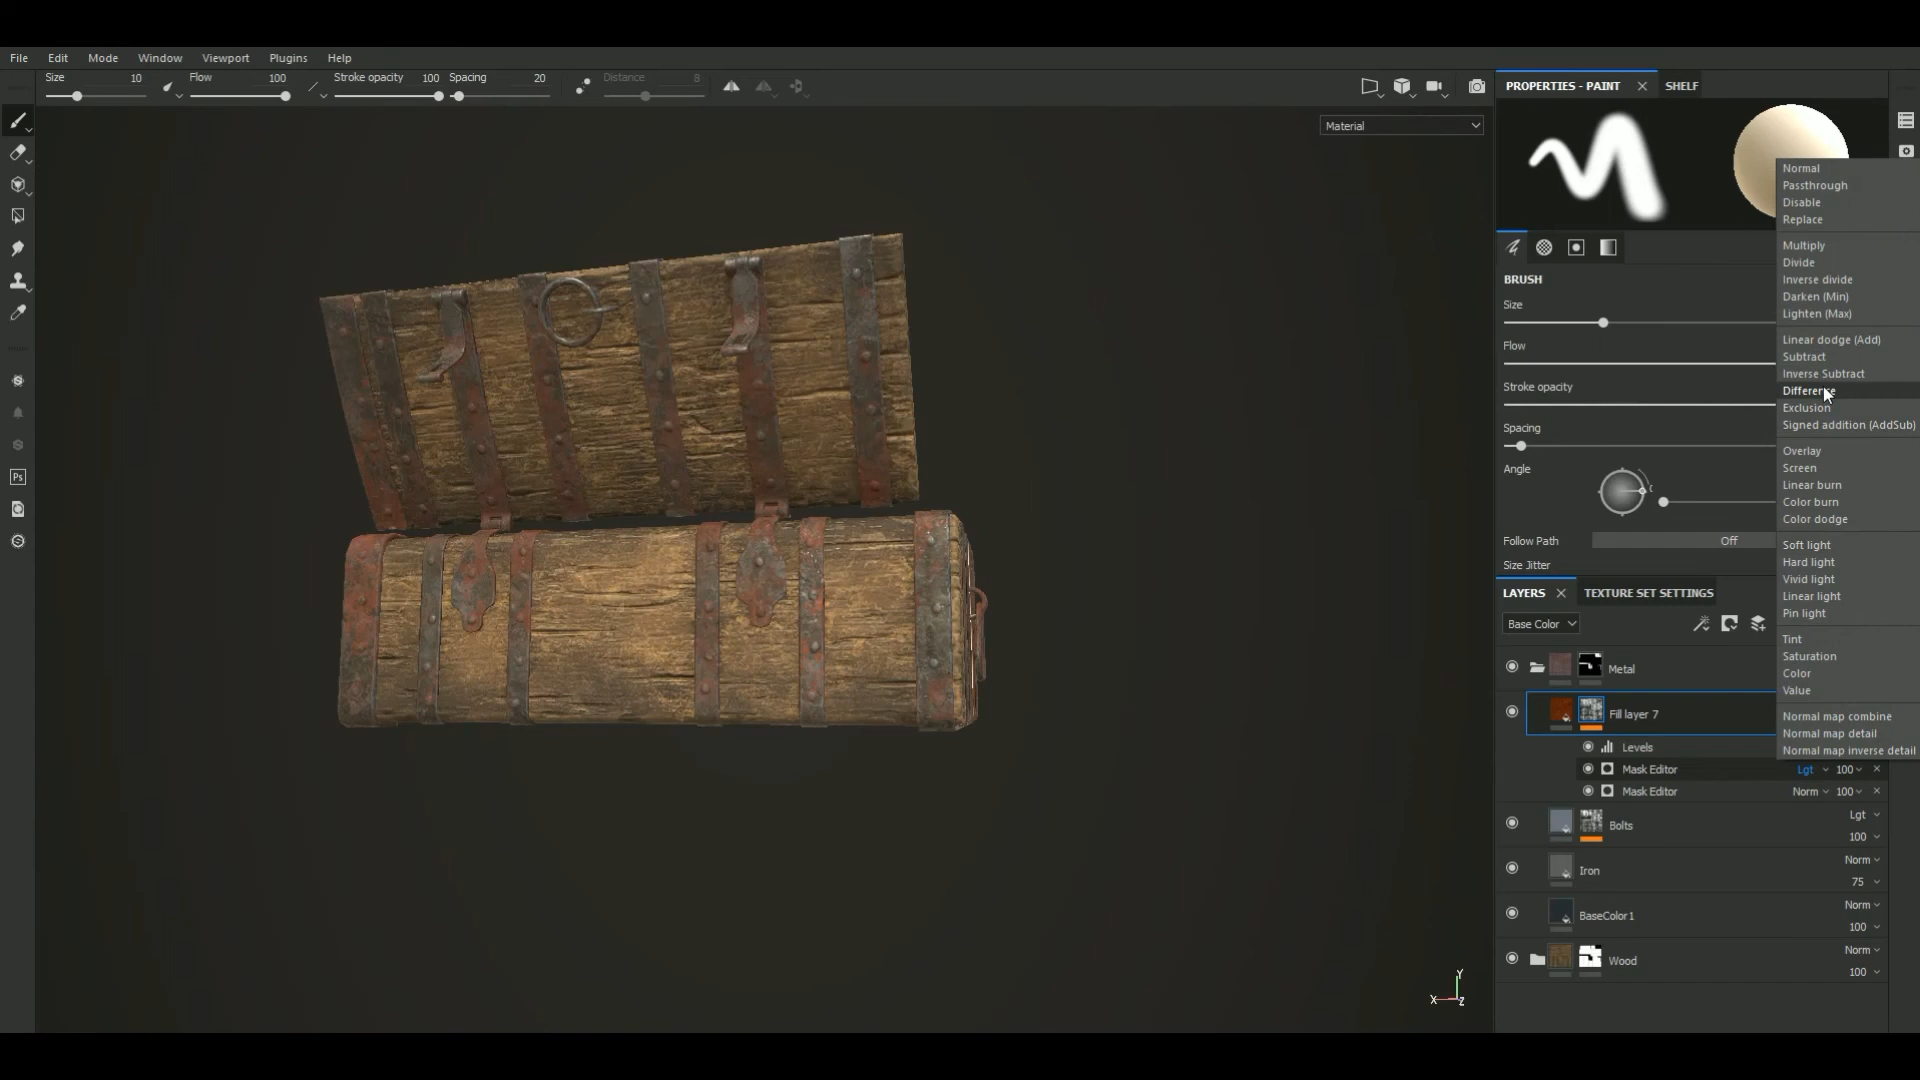 File Edit Mode Window Viewport Plugins Help
Size 10 Flow 100 Stroke opacity 100 Spacing 20 Distance 8
Material
PROPERTIES - PAINT SHELF
BRUSH
Size
Flow
Stroke opacity
Spacing
Angle
Follow Path Off
Size Jitter
Normal
Passthrough
Disable
Replace
Multiply
Divide
Inverse divide
Darken (Min)
Lighten (Max)
Linear dodge (Add)
Subtract
Inverse Subtract
Difference
Exclusion
Signed addition (AddSub)
Overlay
Screen
Linear burn
Color burn
Color dodge
Soft light
Hard light
Vivid light
Linear light
Pin light
Tint
Saturation
Color
Value
Normal map combine
Normal map detail
Normal map inverse detail
LAYERS TEXTURE SET SETTINGS
Base Color
Metal
Fill layer 7
Levels
Mask Editor Lgt 100
Mask Editor Norm 100
Bolts Lgt
100
Iron Norm
75
BaseColor1 Norm
100
Wood Norm
100
Ps
Y
X Z